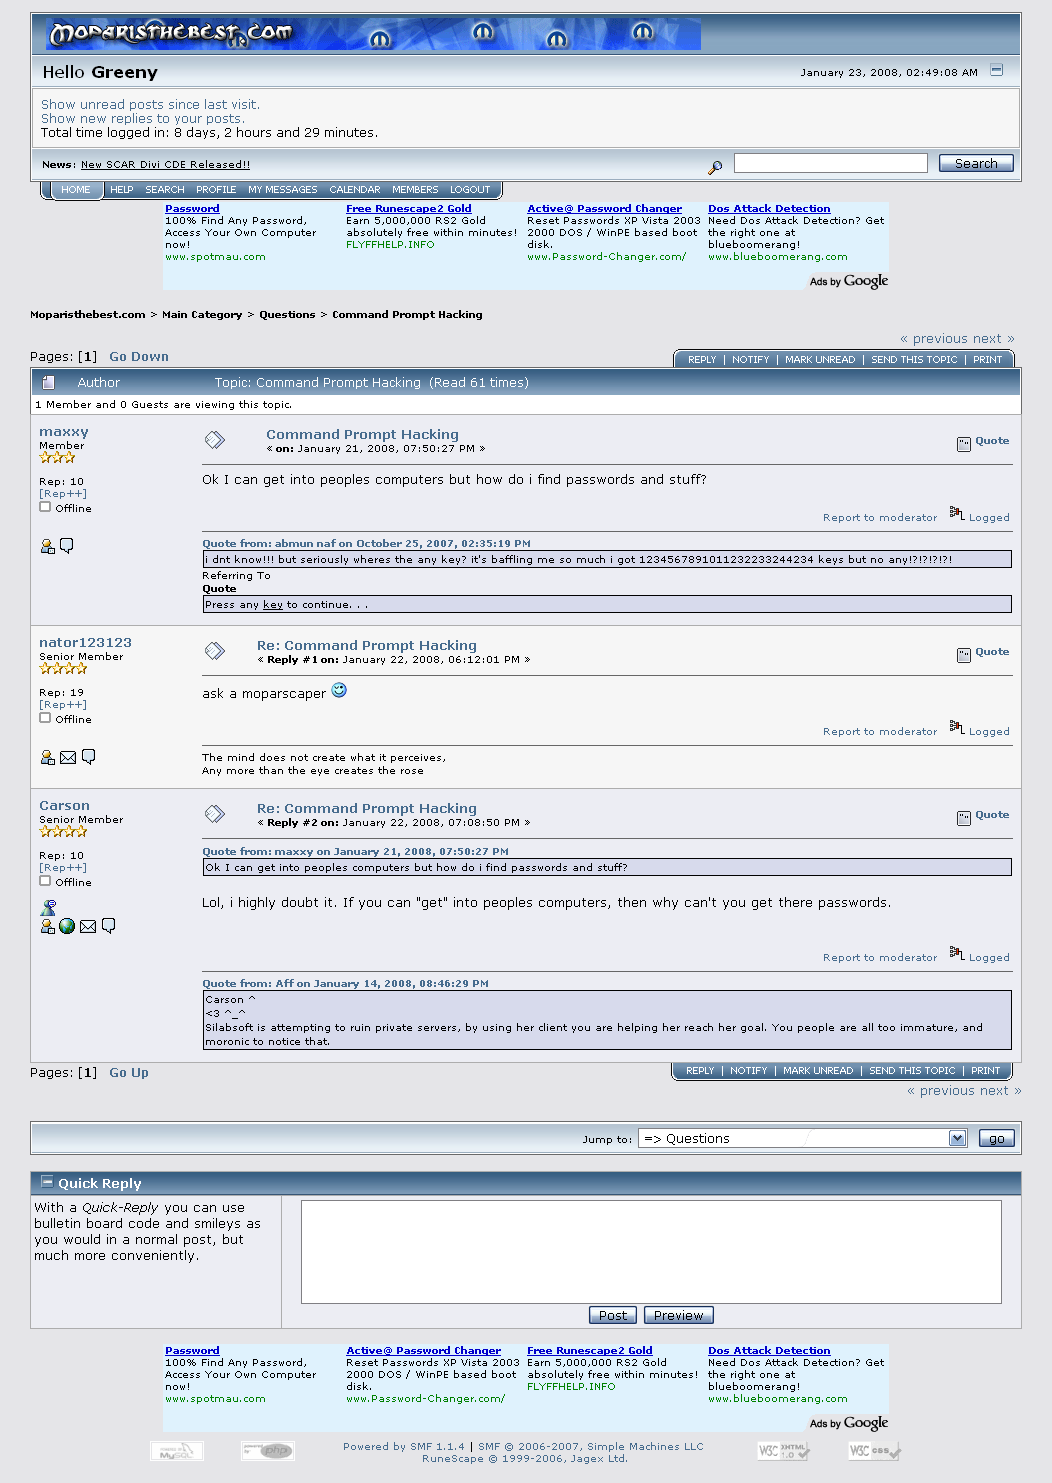 MOPARISTHEBEST.COM
Hello Greeny
January 23, 2008, 02:49:08 AM
Show unread posts since last visit.
Show new replies to your posts.
Total time logged in: 8 days, 2 hours and 29 minutes.
News: New SCAR Divi CDE Released!!
Search
HOME HELP SEARCH PROFILE MY MESSAGES CALENDAR MEMBERS LOGOUT
Password
100% Find Any Password,
Access Your Own Computer
now!
www.spotmau.com
Free Runescape2 Gold
Earn 5,000,000 RS2 Gold
absolutely free within minutes!
FLYFFHELP.INFO
Active@ Password Changer
Reset Passwords XP Vista 2003
2000 DOS / WinPE based boot
disk.
www.Password-Changer.com/
Dos Attack Detection
Need Dos Attack Detection? Get
the right one at
blueboomerang!
www.blueboomerang.com
Ads by Google
Moparisthebest.com > Main Category > Questions > Command Prompt Hacking
« previous next »
Pages: [1] Go Down
REPLY | NOTIFY | MARK UNREAD | SEND THIS TOPIC | PRINT
Author Topic: Command Prompt Hacking (Read 61 times)
1 Member and 0 Guests are viewing this topic.
maxxy
Member
Rep: 10
[Rep++]
Offline
Command Prompt Hacking
« on: January 21, 2008, 07:50:27 PM »
Quote
Ok I can get into peoples computers but how do i find passwords and stuff?
Report to moderator Logged
Quote from: abmun naf on October 25, 2007, 02:35:19 PM
i dnt know!!! but seriously wheres the any key? it's baffling me so much i got 1234567891011232233244234 keys but no any!?!?!?!?!
Referring To
Quote
Press any key to continue. . .
nator123123
Senior Member
Rep: 19
[Rep++]
Offline
Re: Command Prompt Hacking
« Reply #1 on: January 22, 2008, 06:12:01 PM »
Quote
ask a moparscaper
Report to moderator Logged
The mind does not create what it perceives,
Any more than the eye creates the rose
Carson
Senior Member
Rep: 10
[Rep++]
Offline
Re: Command Prompt Hacking
« Reply #2 on: January 22, 2008, 07:08:50 PM »
Quote
Quote from: maxxy on January 21, 2008, 07:50:27 PM
Ok I can get into peoples computers but how do i find passwords and stuff?
Lol, i highly doubt it. If you can "get" into peoples computers, then why can't you get there passwords.
Report to moderator Logged
Quote from: Aff on January 14, 2008, 08:46:29 PM
Carson ^
<3 ^_^
Silabsoft is attempting to ruin private servers, by using her client you are helping her reach her goal. You people are all too immature, and
moronic to notice that.
Pages: [1] Go Up
REPLY | NOTIFY | MARK UNREAD | SEND THIS TOPIC | PRINT
« previous next »
Jump to: => Questions go
Quick Reply
With a Quick-Reply you can use
bulletin board code and smileys as
you would in a normal post, but
much more conveniently.
Post Preview
Password
100% Find Any Password,
Access Your Own Computer
now!
www.spotmau.com
Active@ Password Changer
Reset Passwords XP Vista 2003
2000 DOS / WinPE based boot
disk.
www.Password-Changer.com/
Free Runescape2 Gold
Earn 5,000,000 RS2 Gold
absolutely free within minutes!
FLYFFHELP.INFO
Dos Attack Detection
Need Dos Attack Detection? Get
the right one at
blueboomerang!
www.blueboomerang.com
Ads by Google
MySQL
php
Powered by SMF 1.1.4 | SMF © 2006-2007, Simple Machines LLC
RuneScape © 1999-2006, Jagex Ltd.
W3C XHTML 1.0
W3C css